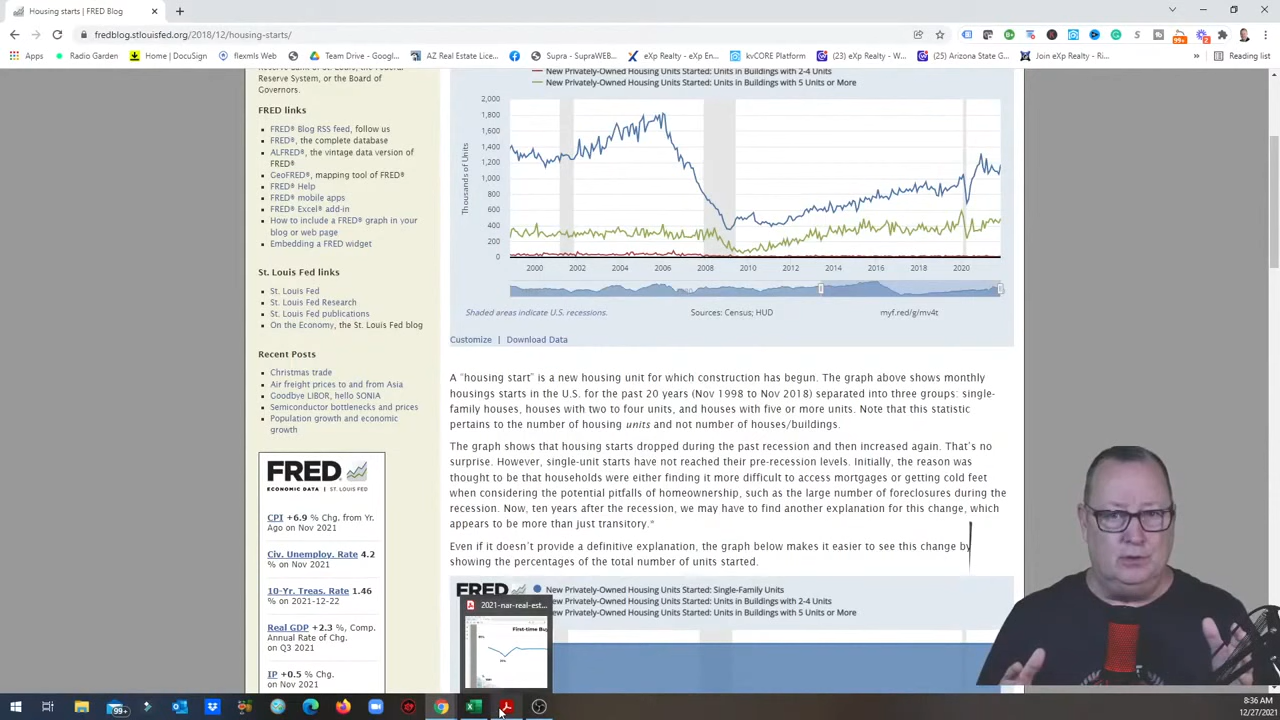 Housing starts | FRED Blog
fredblog.stlouisfed.org/2018/12/housing-starts/
Apps
Radio Garden
Home | DocuSign
flexmls Web
Team Drive - Googl...
AZ Real Estate Lice...
Supra - SupraWEB...
eXp Realty - eXp En...
kvCORE Platform
(23) eXp Realty - W...
(25) Arizona State G...
Join eXp Realty - Ri...
»
Reading list
Reserve Bank of St. Louis, the Federal
Reserve System, or the Board of
Governors.
FRED links
FRED® Blog RSS feed, follow us
FRED®, the complete database
ALFRED®, the vintage data version of
FRED®
GeoFRED®, mapping tool of FRED®
FRED® Help
FRED® mobile apps
FRED® Excel® add-in
How to include a FRED® graph in your
blog or web page
Embedding a FRED widget
St. Louis Fed links
St. Louis Fed
St. Louis Fed Research
St. Louis Fed publications
On the Economy, the St. Louis Fed blog
Recent Posts
Christmas trade
Air freight prices to and from Asia
Goodbye LIBOR, hello SONIA
Semiconductor bottlenecks and prices
Population growth and economic
growth
FRED
ECONOMIC DATA | ST. LOUIS FED
CPI +6.9 % Chg. from Yr.
Ago on Nov 2021
Civ. Unemploy. Rate 4.2
% on Nov 2021
10-Yr. Treas. Rate 1.46
% on 2021-12-22
Real GDP +2.3 %, Comp.
Annual Rate of Chg.
on Q3 2021
IP +0.5 % Chg.
on Nov 2021
New Privately-Owned Housing Units Started: Units in Buildings with 2-4 Units
New Privately-Owned Housing Units Started: Units in Buildings with 5 Units or More
Thousands of Units
2,000
1,800
1,600
1,400
1,200
1,000
800
600
400
200
0
2000 2002 2004 2006 2008 2010 2012 2014 2016 2018 2020
Shaded areas indicate U.S. recessions. Sources: Census; HUD myf.red/g/mv4t
Customize | Download Data
A "housing start" is a new housing unit for which construction has begun. The graph above shows monthly
housings starts in the U.S. for the past 20 years (Nov 1998 to Nov 2018) separated into three groups: single-
family houses, houses with two to four units, and houses with five or more units. Note that this statistic
pertains to the number of housing units and not number of houses/buildings.
The graph shows that housing starts dropped during the past recession and then increased again. That's no
surprise. However, single-unit starts have not reached their pre-recession levels. Initially, the reason was
thought to be that households were either finding it more difficult to access mortgages or getting cold feet
when considering the potential pitfalls of homeownership, such as the large number of foreclosures during the
recession. Now, ten years after the recession, we may have to find another explanation for this change, which
appears to be more than just transitory.*
Even if it doesn't provide a definitive explanation, the graph below makes it easier to see this change by
showing the percentages of the total number of units started.
FRED
New Privately-Owned Housing Units Started: Single-Family Units
New Privately-Owned Housing Units Started: Units in Buildings with 2-4 Units
New Privately-Owned Housing Units Started: Units in Buildings with 5 Units or More
2021-nar-real-est...
First-time Bu
99+
8:36 AM
12/27/2021